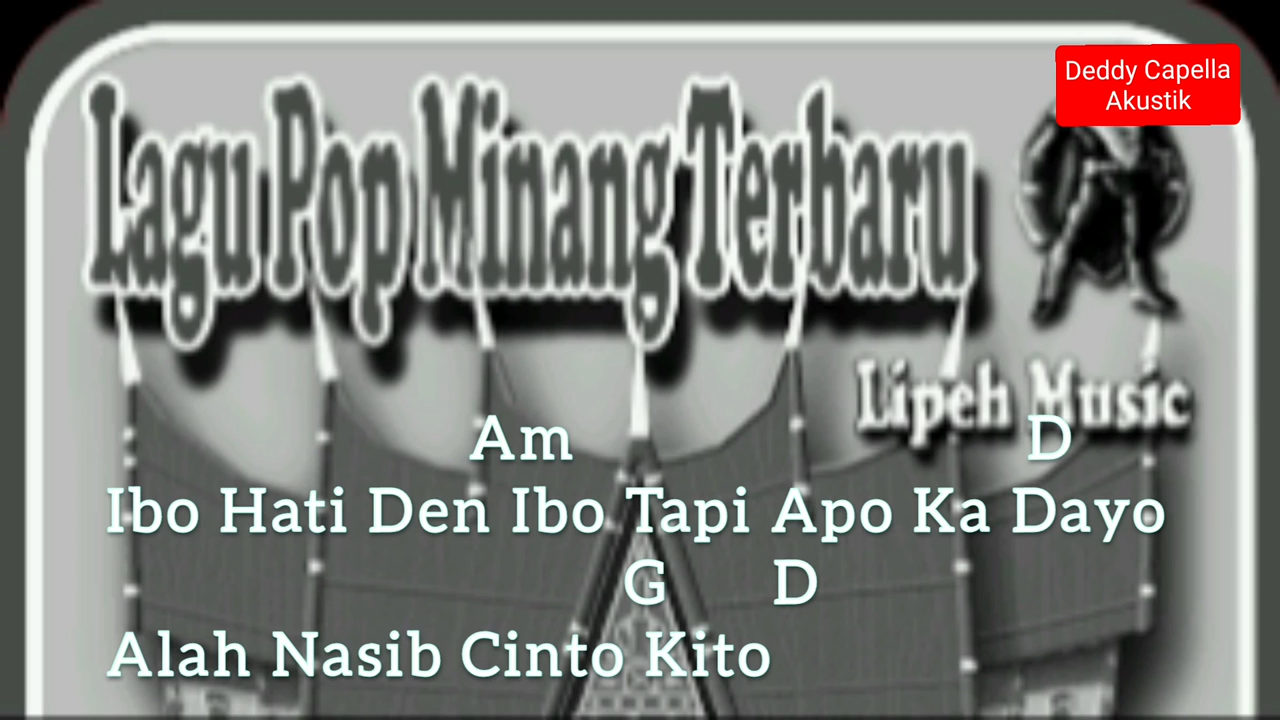 Deddy Capella
Akustik
Lagu Pop Minang Terbaru
Lipeh Music
Am D
Ibo Hati Den Ibo Tapi Apo Ka Dayo
G D
Alah Nasib Cinto Kito